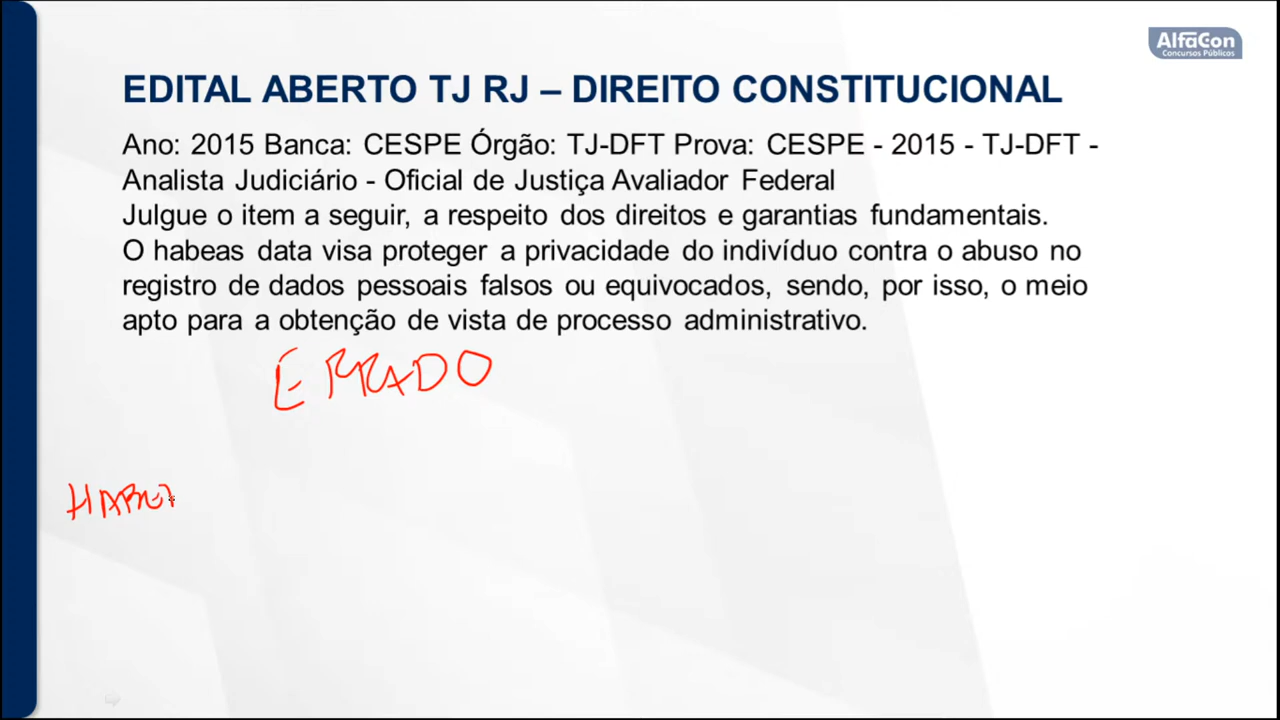 AlfaCon
Concursos Públicos
EDITAL ABERTO TJ RJ – DIREITO CONSTITUCIONAL
Ano: 2015 Banca: CESPE Órgão: TJ-DFT Prova: CESPE - 2015 - TJ-DFT -
Analista Judiciário - Oficial de Justiça Avaliador Federal
Julgue o item a seguir, a respeito dos direitos e garantias fundamentais.
O habeas data visa proteger a privacidade do indivíduo contra o abuso no
registro de dados pessoais falsos ou equivocados, sendo, por isso, o meio
apto para a obtenção de vista de processo administrativo.
ERRADO